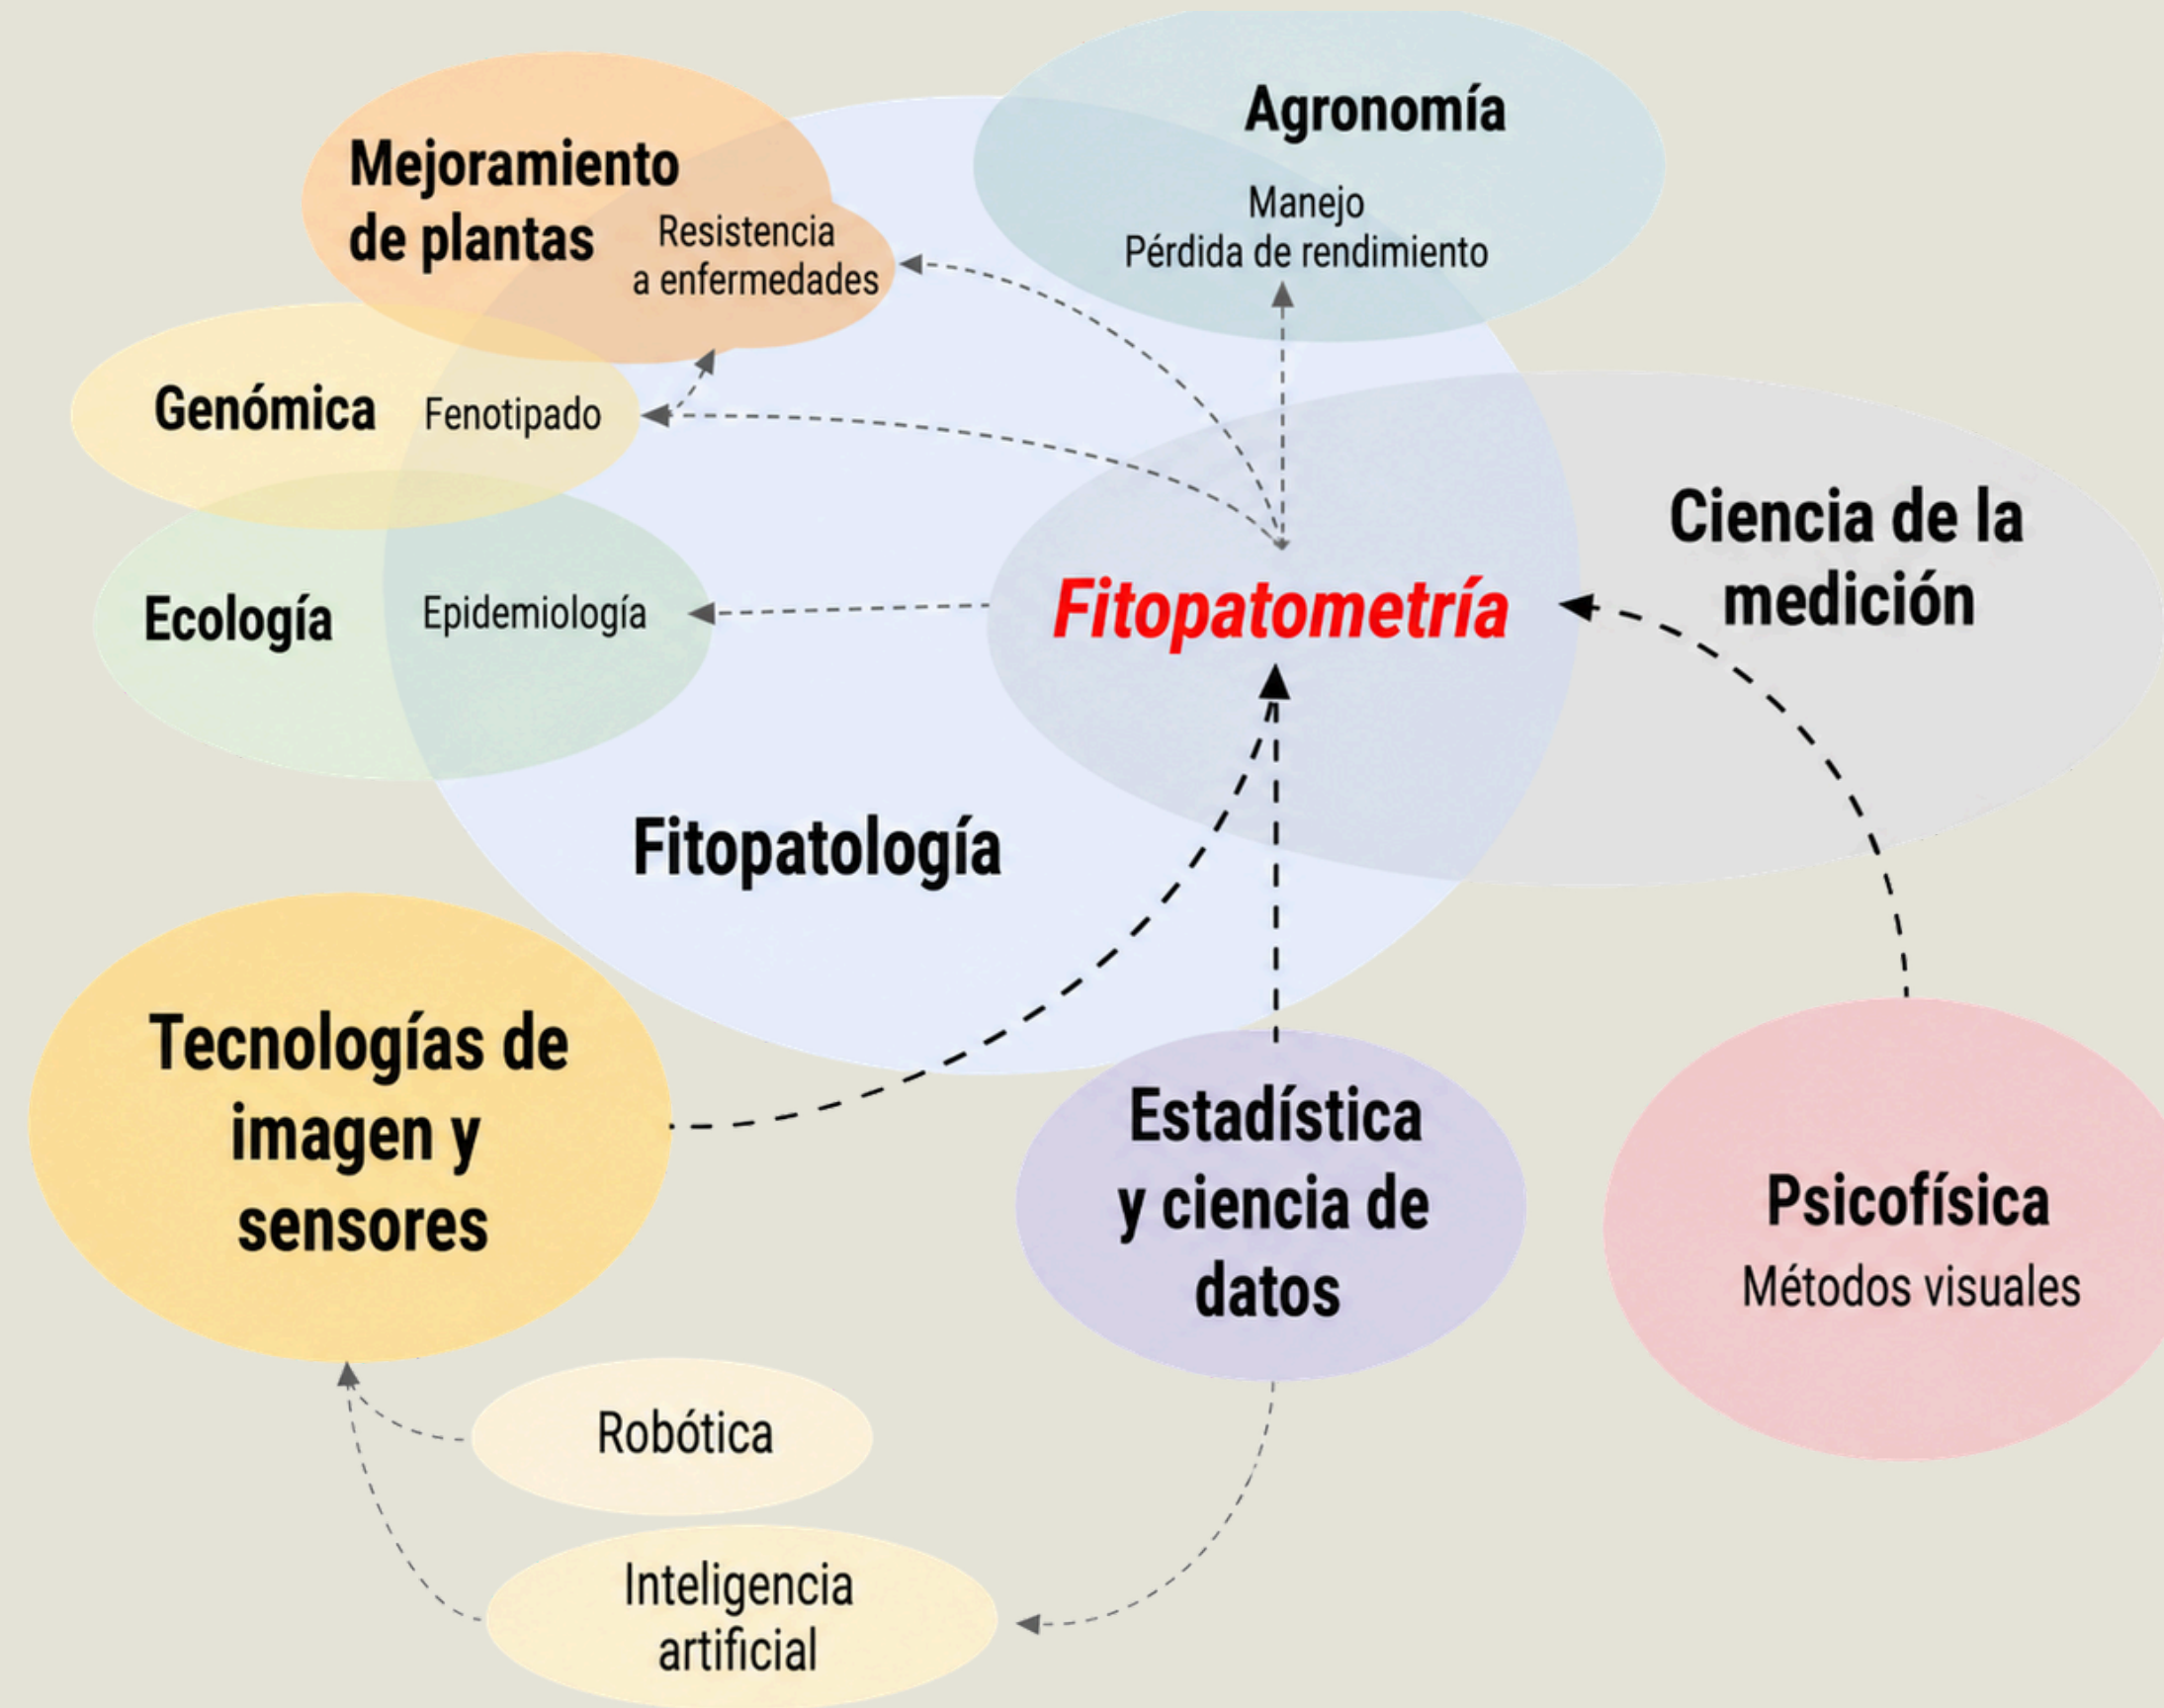 Agronomía
Manejo
Pérdida de rendimiento
Mejoramiento
de plantas
Resistencia
a enfermedades
Genómica
Fenotipado
Ciencia de la
medición
Fitopatometría
Ecología
Epidemiología
Fitopatología
Tecnologías de
imagen y
sensores
Estadística
y ciencia de
datos
Psicofísica
Métodos visuales
Robótica
Inteligencia
artificial